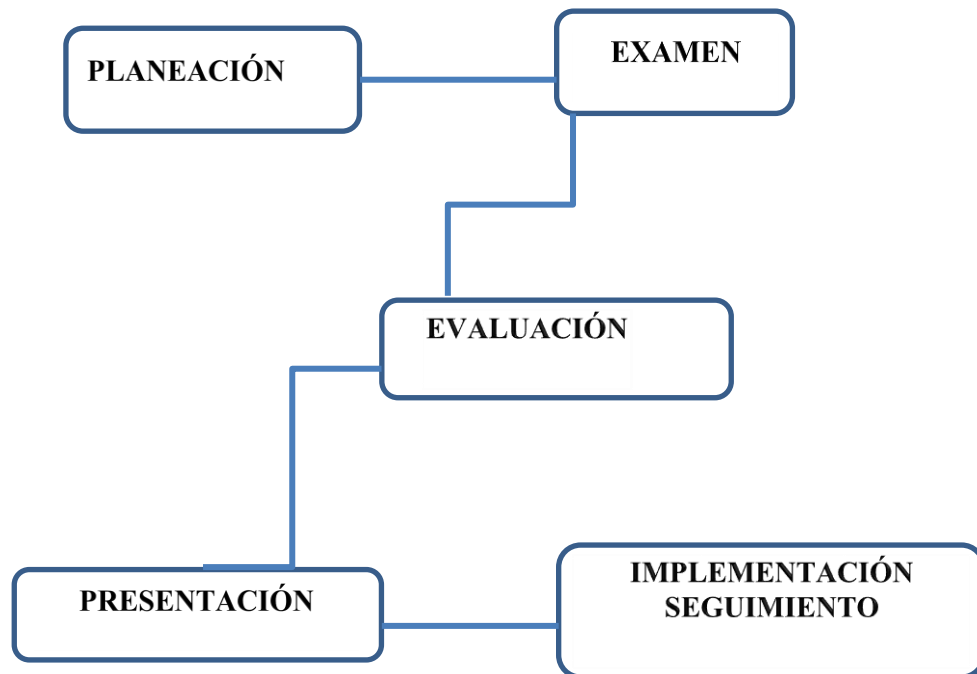 PLANEACIÓN
EXAMEN
EVALUACIÓN
PRESENTACIÓN
IMPLEMENTACIÓN
SEGUIMIENTO